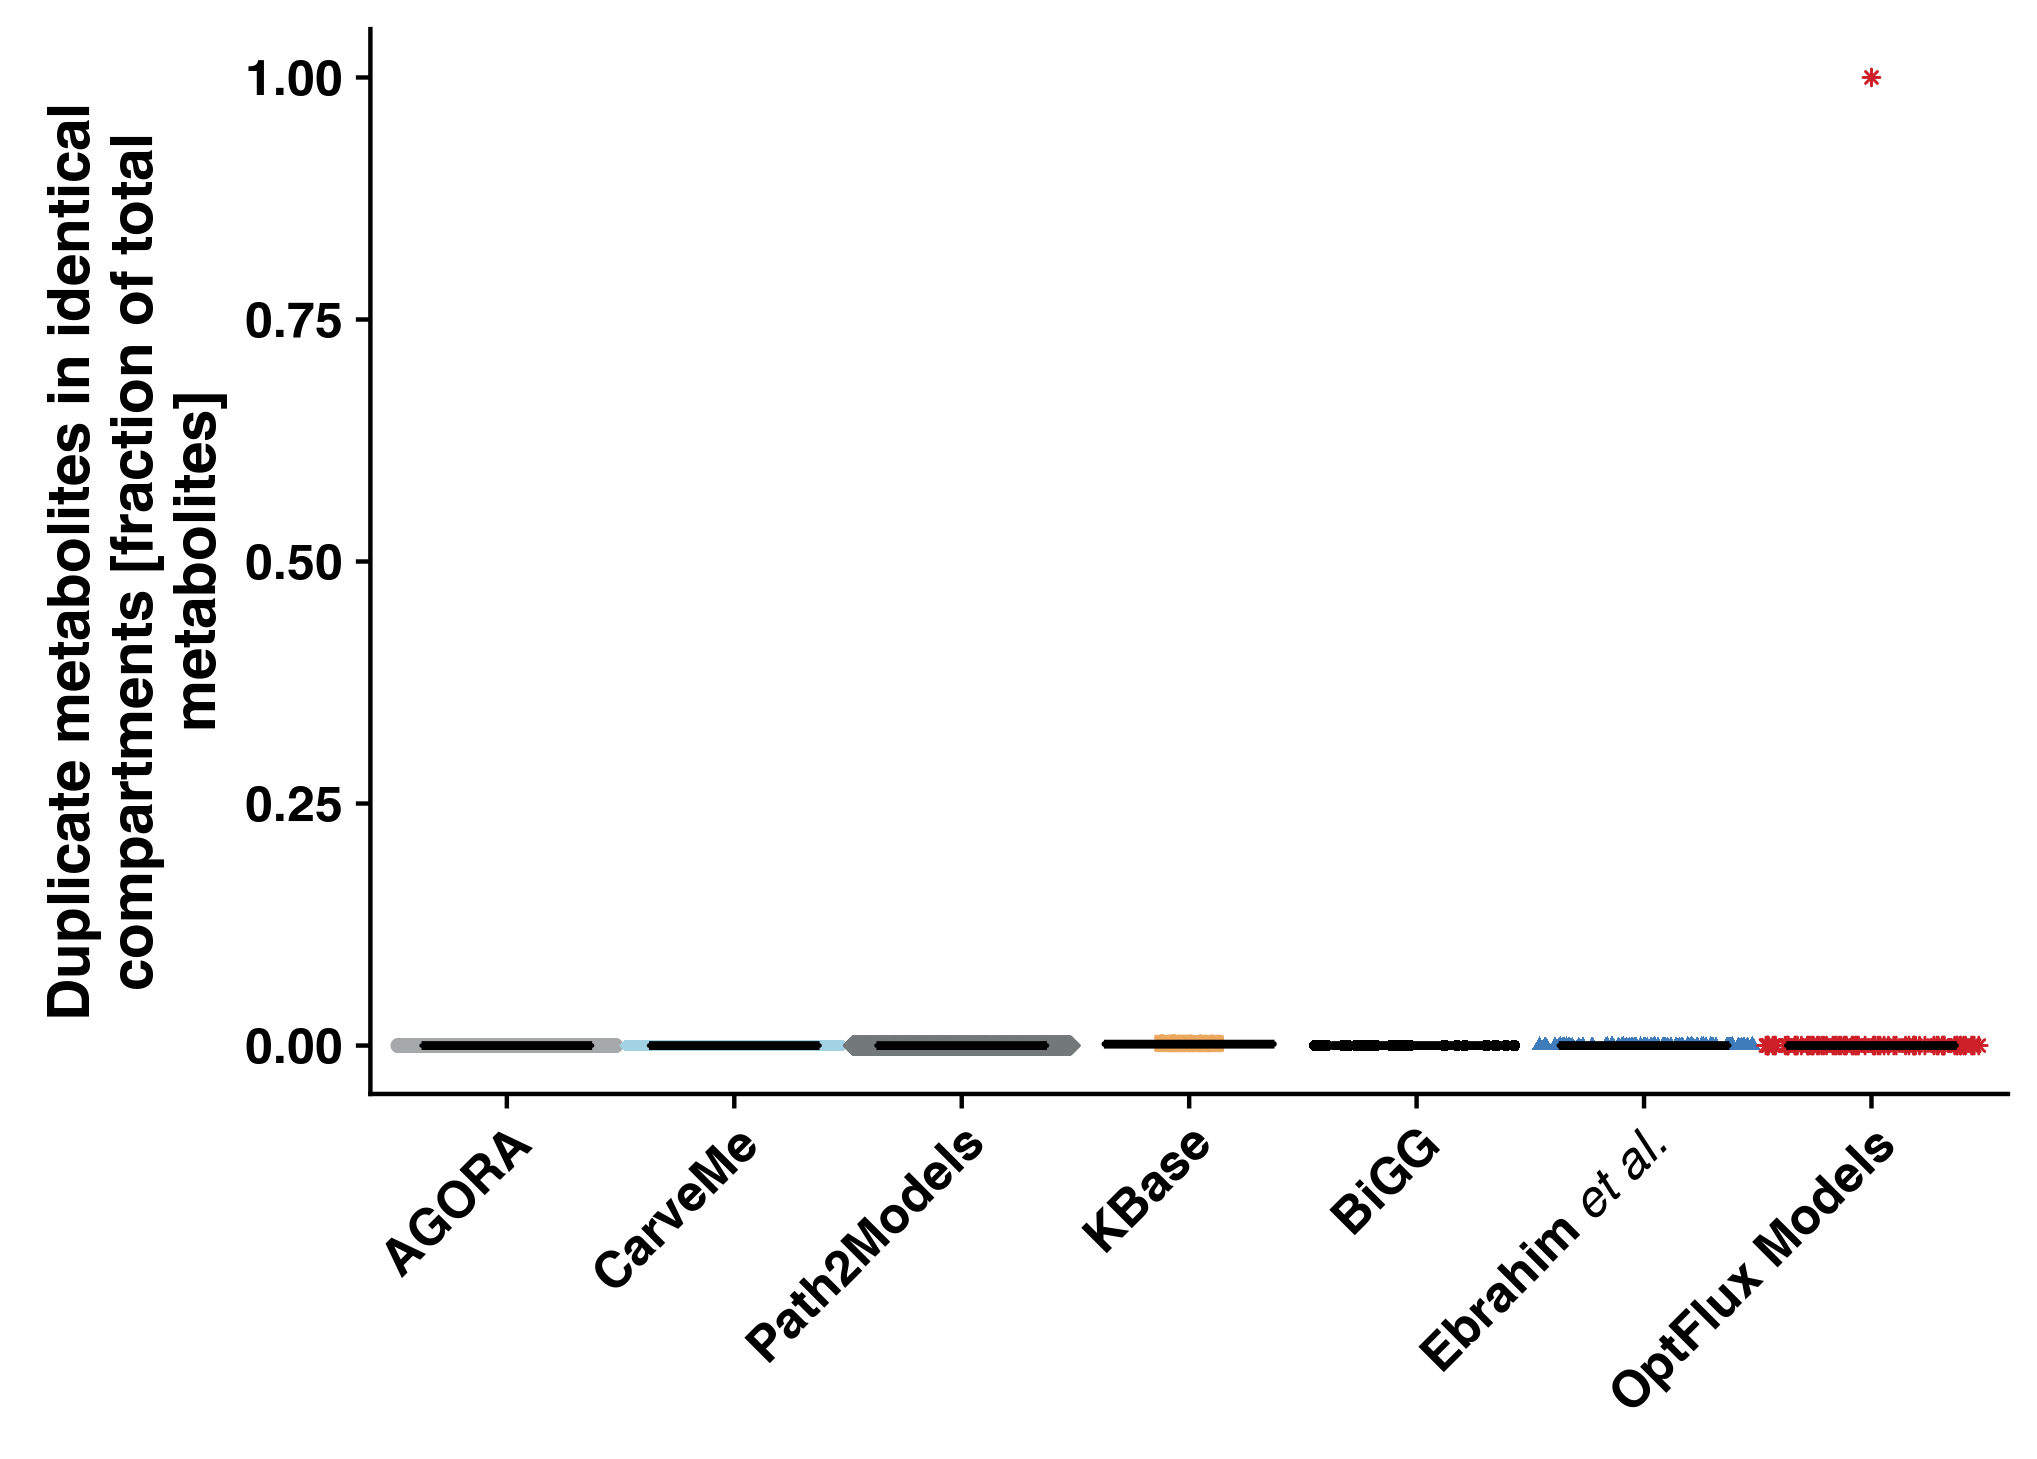 Duplicate metabolites in identical
compartments [fraction of total
metabolites]
1.00
0.75
0.50
0.25
0.00
AGORA
CarveMe
Path2Models
KBase
BiGG
Ebrahim et al.
OptFlux Models